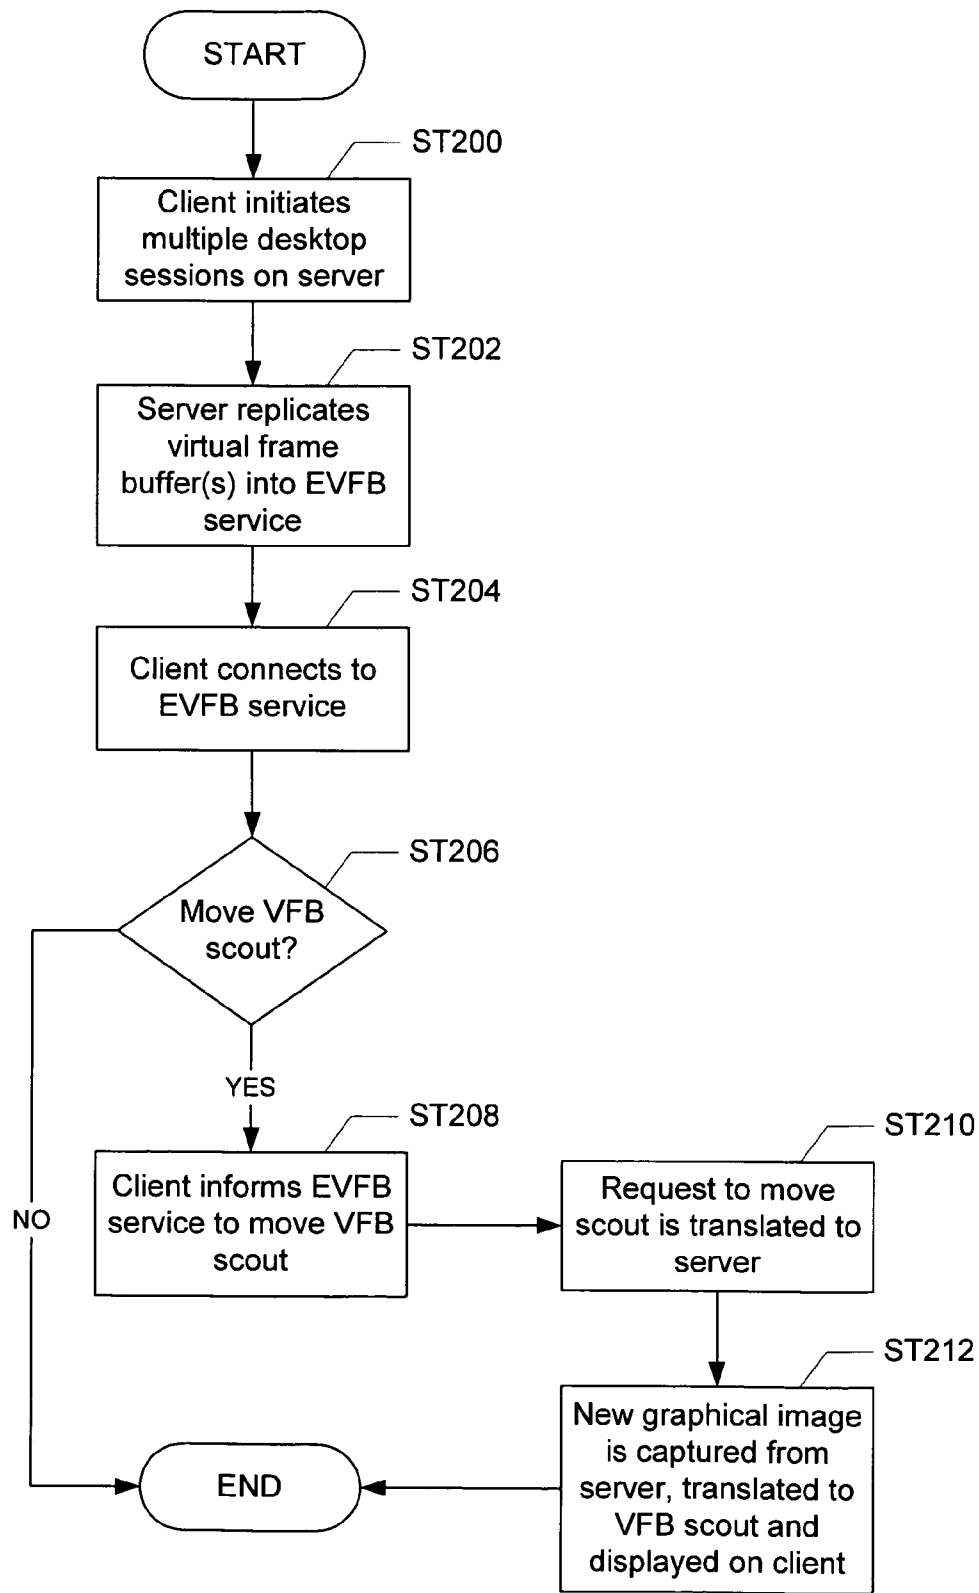 START
ST200
Client initiates
multiple desktop
sessions on server
ST202
Server replicates
virtual frame
buffer(s) into EVFB
service
ST204
Client connects to
EVFB service
ST206
Move VFB
scout?
YES
NO
ST208
Client informs EVFB
service to move VFB
scout
ST210
Request to move
scout is translated to
server
ST212
New graphical image
is captured from
server, translated to
VFB scout and
displayed on client
END